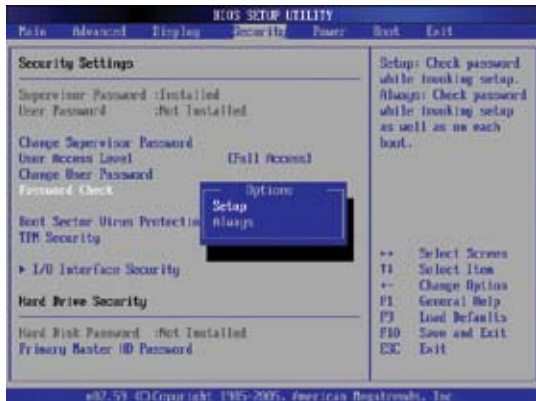 BIOS SETUP UTILITY
Main Advanced Display Security Power Boot Exit
Security Settings
Supervisor Password :Installed
User Password :Not Installed
Change Supervisor Password
User Access Level [Full Access]
Change User Password
Password Check
Boot Sector Virus Protection
TPM Security
I/O Interface Security
Hard Drive Security
Hard Disk Password :Not Installed
Primary Master HD Password
Options
Setup
Always
Setup: Check password
while invoking setup.
Always: Check password
while invoking setup
as well as on each
boot.
Select Screen
Select Item
+- Change Option
F1 General Help
Load Defaults
F10 Save and Exit
ESC Exit
v02.59 (C)Copyright 1985-2005, American Megatrends, Inc